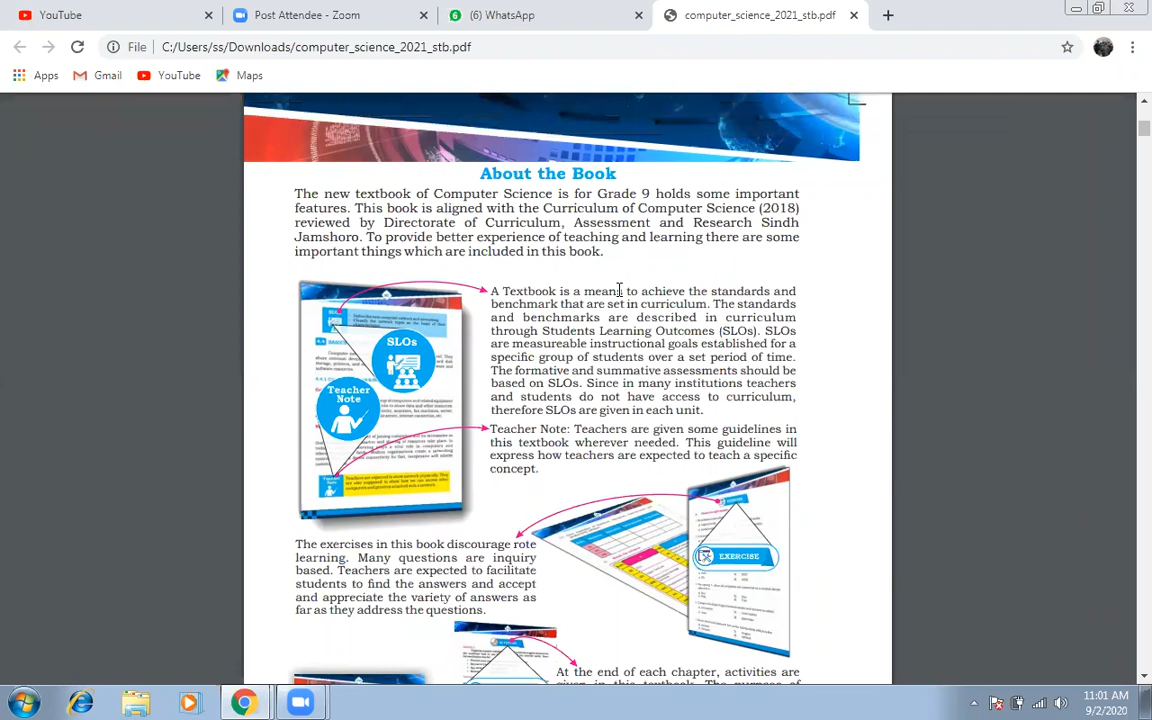 YouTube
Post Attendee - Zoom
(6) WhatsApp
computer_science_2021_stb.pdf
File
C:/Users/ss/Downloads/computer_science_2021_stb.pdf
Apps
Gmail
YouTube
Maps
About the Book
The new textbook of Computer Science is for Grade 9 holds some important
features. This book is aligned with the Curriculum of Computer Science (2018)
reviewed by Directorate of Curriculum, Assessment and Research Sindh
Jamshoro. To provide better experience of teaching and learning there are some
important things which are included in this book.
A Textbook is a means to achieve the standards and
benchmark that are set in curriculum. The standards
and benchmarks are described in curriculum
through Students Learning Outcomes (SLOs). SLOs
are measureable instructional goals established for a
specific group of students over a set period of time.
The formative and summative assessments should be
based on SLOs. Since in many institutions teachers
and students do not have access to curriculum,
therefore SLOs are given in each unit.
SLOs
Teacher
Note
Teacher Note: Teachers are given some guidelines in
this textbook wherever needed. This guideline will
express how teachers are expected to teach a specific
concept.
The exercises in this book discourage rote
learning. Many questions are inquiry
based. Teachers are expected to facilitate
students to find the answers and accept
and appreciate the variety of answers as
far as they address the questions.
EXERCISE
At the end of each chapter, activities are
given in this textbook. The purpose of
11:01 AM
9/2/2020